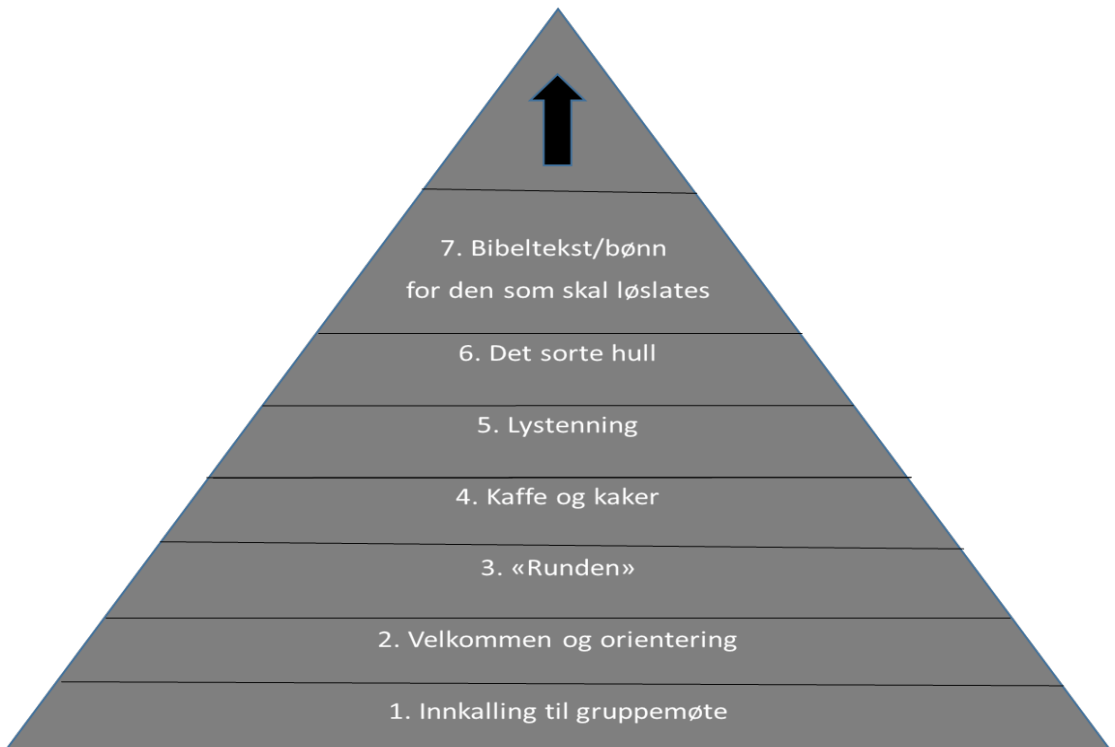 7. Bibeltekst/bønn
for den som skal løslates
6. Det sorte hull
5. Lystenning
4. Kaffe og kaker
3. «Runden»
2. Velkommen og orientering
1. Innkalling til gruppemøte